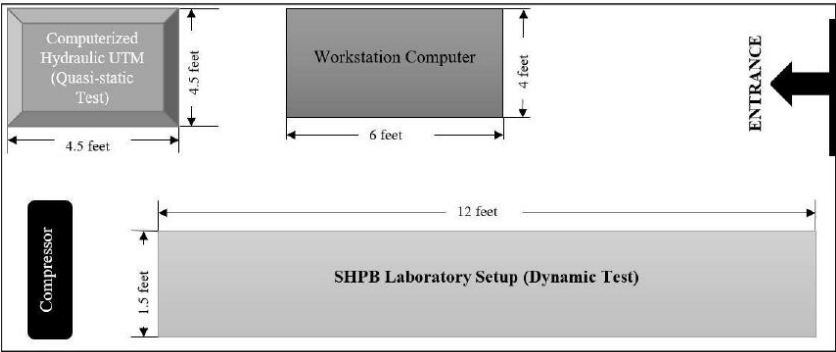 Computerized
Hydraulic UTM
(Quasi-static
Test)
4.5 feet
4.5 feet
Workstation Computer
4 feet
6 feet
ENTRANCE
Compressor
12 feet
1.5 feet
SHPB Laboratory Setup (Dynamic Test)